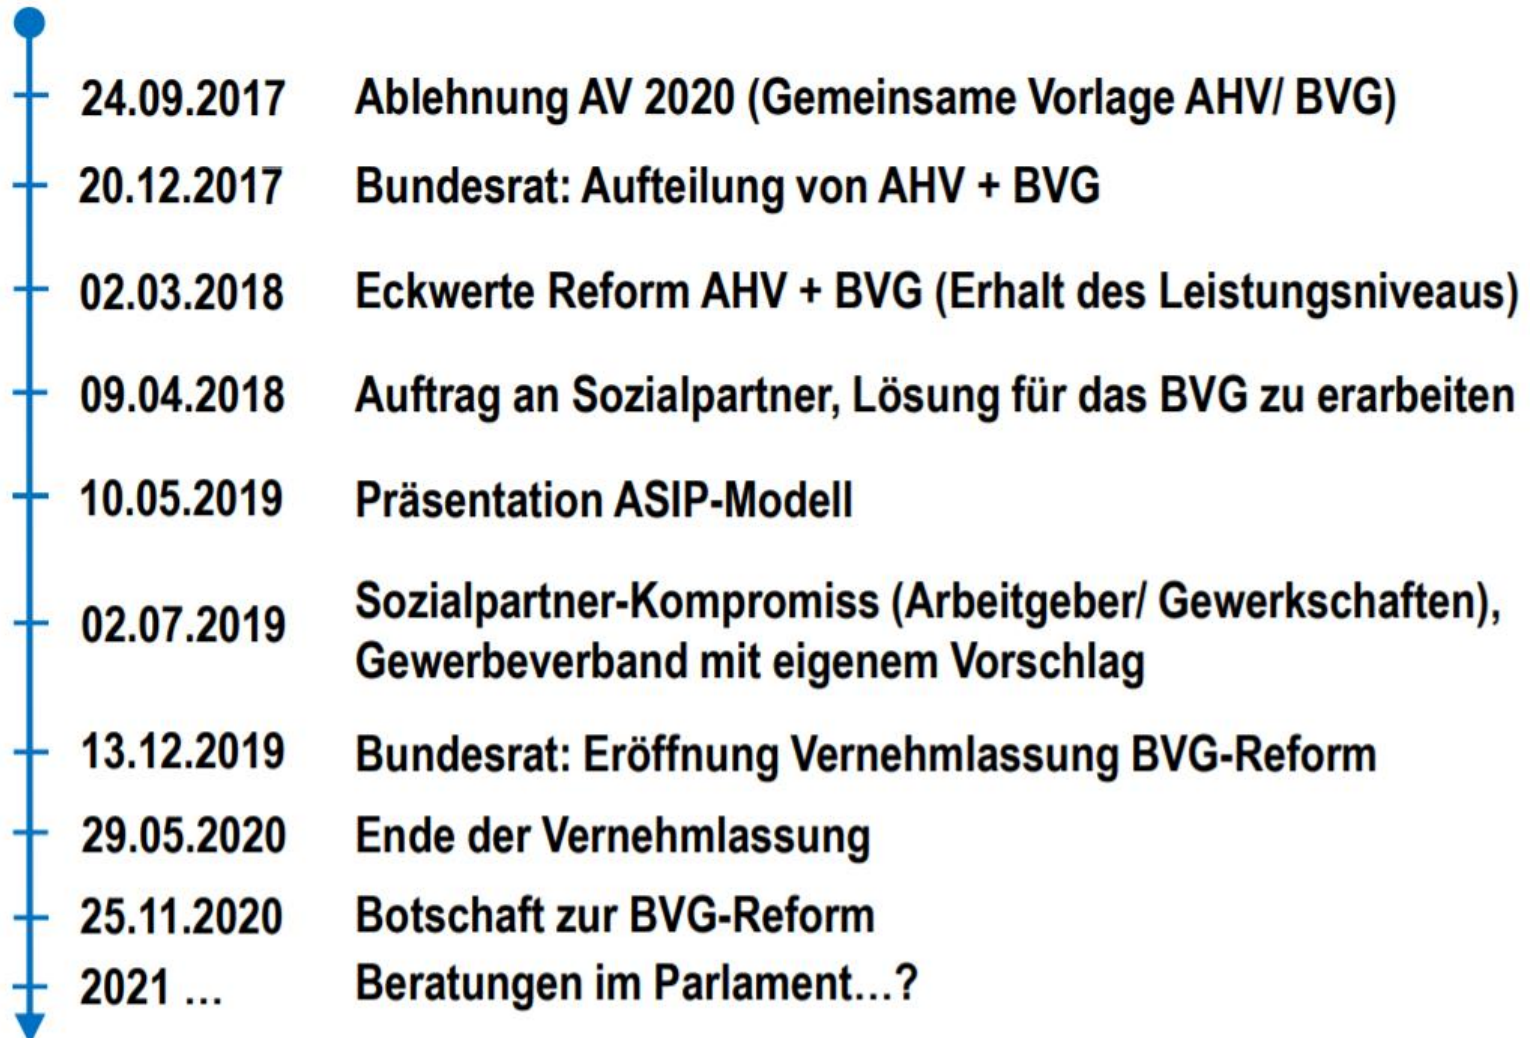 24.09.2017 Ablehnung AV 2020 (Gemeinsame Vorlage AHV/ BVG)
20.12.2017 Bundesrat: Aufteilung von AHV + BVG
02.03.2018 Eckwerte Reform AHV + BVG (Erhalt des Leistungsniveaus)
09.04.2018 Auftrag an Sozialpartner, Lösung für das BVG zu erarbeiten
10.05.2019 Präsentation ASIP-Modell
02.07.2019 Sozialpartner-Kompromiss (Arbeitgeber/ Gewerkschaften),
Gewerbeverband mit eigenem Vorschlag
13.12.2019 Bundesrat: Eröffnung Vernehmlassung BVG-Reform
29.05.2020 Ende der Vernehmlassung
25.11.2020 Botschaft zur BVG-Reform
2021 ... Beratungen im Parlament...?